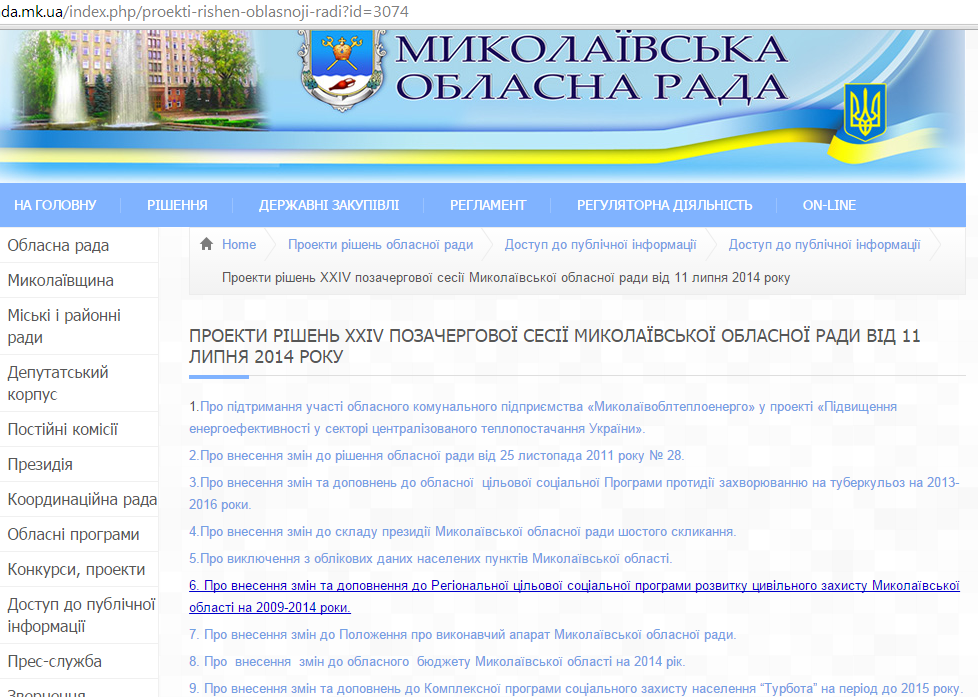 da.mk.ua/index.php/proekti-rishen-oblasnoji-radi?id=3074
МИКОЛАЇВСЬКА
ОБЛАСНА РАДА
НА ГОЛОВНУ
РІШЕННЯ
ДЕРЖАВНІ ЗАКУПІВЛІ
РЕГЛАМЕНТ
РЕГУЛЯТОРНА ДІЯЛЬНІСТЬ
ON-LINE
Обласна рада
Миколаївщина
Міські і районні
ради
Депутатський
корпус
Постійні комісії
Президія
Координаційна рада
Обласні програми
Конкурси, проекти
Доступ до публічної
інформації
Прес-служба
Звернення
Home
Проекти рішень обласної ради
Доступ до публічної інформації
Доступ до публічної інформації
Проекти рішень XXIV позачергової сесії Миколаївської обласної ради від 11 липня 2014 року
ПРОЕКТИ РІШЕНЬ XXIV ПОЗАЧЕРГОВОЇ СЕСІЇ МИКОЛАЇВСЬКОЇ ОБЛАСНОЇ РАДИ ВІД 11
ЛИПНЯ 2014 РОКУ
1.Про підтримання участі обласного комунального підприємства «Миколаївоблтеплоенерго» у проекті «Підвищення
енергоефективності у секторі централізованого теплопостачання України».
2.Про внесення змін до рішення обласної ради від 25 листопада 2011 року № 28.
3.Про внесення змін та доповнень до обласної цільової соціальної Програми протидії захворюванню на туберкульоз на 2013-
2016 роки.
4.Про внесення змін до складу президії Миколаївської обласної ради шостого скликання.
5.Про виключення з облікових даних населених пунктів Миколаївської області.
6. Про внесення змін та доповнення до Регіональної цільової соціальної програми розвитку цивільного захисту Миколаївської
області на 2009-2014 роки.
7. Про внесення змін до Положення про виконавчий апарат Миколаївської обласної ради.
8. Про внесення змін до обласного бюджету Миколаївської області на 2014 рік.
9. Про внесення змін та доповнень до Комплексної програми соціального захисту населення “Турбота” на період до 2015 року.